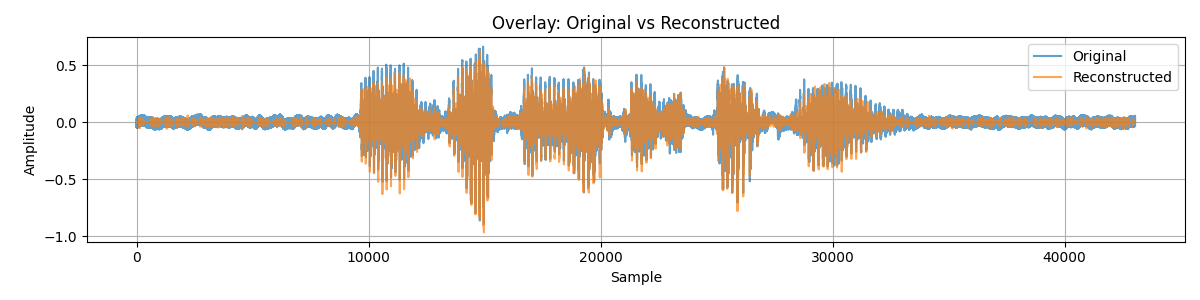 Overlay: Original vs Reconstructed
Original
Reconstructed
Amplitude
0.5
0.0
−0.5
−1.0
0
10000
20000
30000
40000
Sample